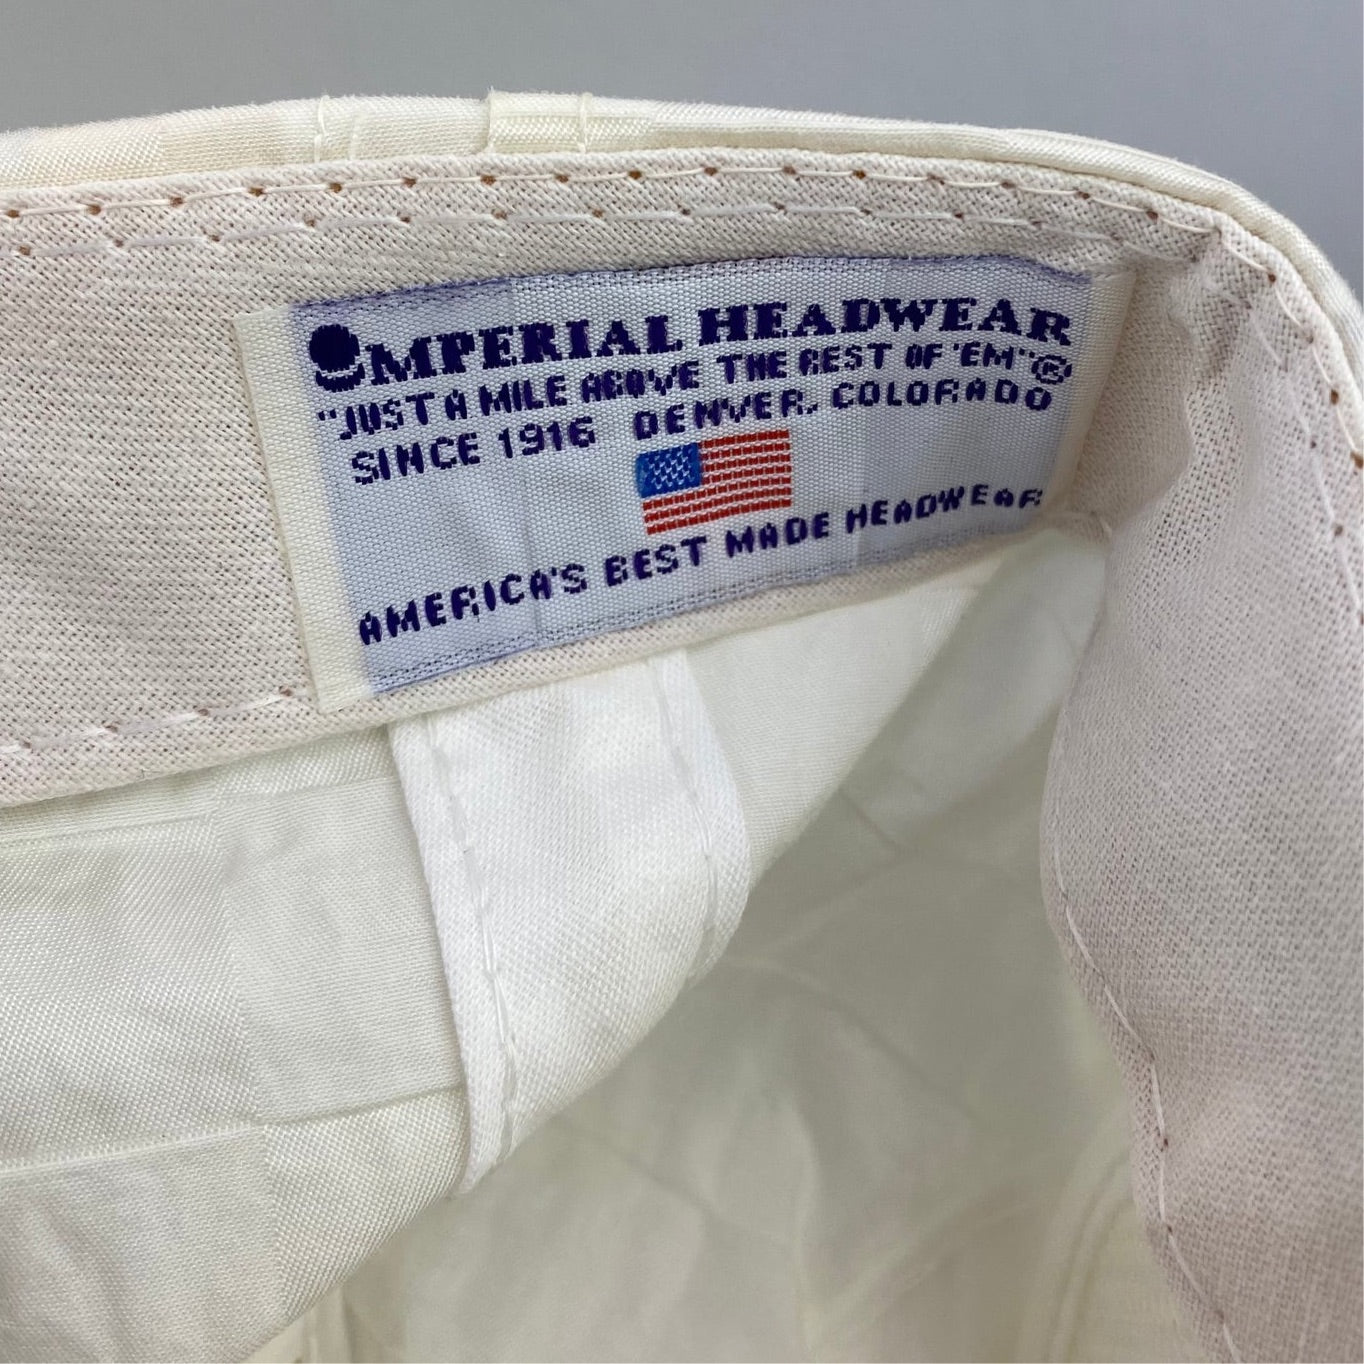 IMPERIAL HEADWEAR
"JUST A MILE ABOVE THE REST OF 'EM"®
SINCE 1916 DENVER, COLORADO
AMERICA'S BEST MADE HEADWEAR